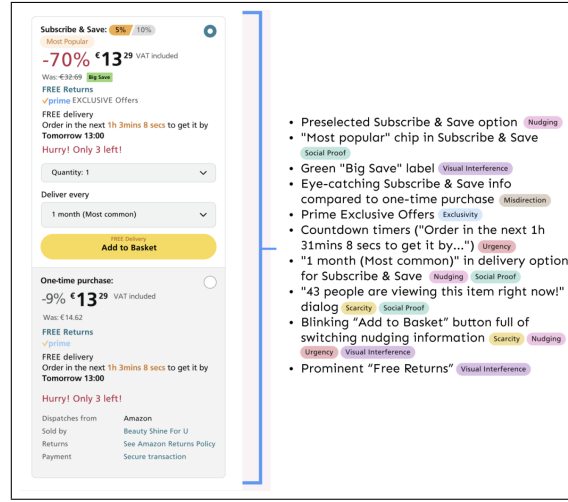 Subscribe & Save: 5% 10%
Most Popular
-70% €13 29 VAT included
Was: €32.69 Big Save
FREE Returns
✓prime EXCLUSIVE Offers
FREE delivery
Order in the next 1h 3mins 8 secs to get it by
Tomorrow 13:00
Hurry! Only 3 left!
Quantity: 1
Deliver every
1 month (Most common)
FREE Delivery
Add to Basket
One-time purchase:
-9% €13 29 VAT included
Was: €14.62
FREE Returns
✓prime
FREE delivery
Order in the next 1h 3mins 8 secs to get it by
Tomorrow 13:00
Hurry! Only 3 left!
Dispatches from Amazon
Sold by Beauty Shine For U
Returns See Amazon Returns Policy
Payment Secure transaction
• Preselected Subscribe & Save option Nudging
• "Most popular" chip in Subscribe & Save
Social Proof
• Green "Big Save" label Visual Interference
• Eye-catching Subscribe & Save info
compared to one-time purchase Misdirection
• Prime Exclusive Offers Exclusivity
• Countdown timers ("Order in the next 1h
31mins 8 secs to get it by...") Urgency
• "1 month (Most common)" in delivery option
for Subscribe & Save Nudging Social Proof
• "43 people are viewing this item right now!"
dialog Scarcity Social Proof
• Blinking "Add to Basket" button full of
switching nudging information Scarcity Nudging
Urgency Visual Interference
• Prominent "Free Returns" Visual Interference